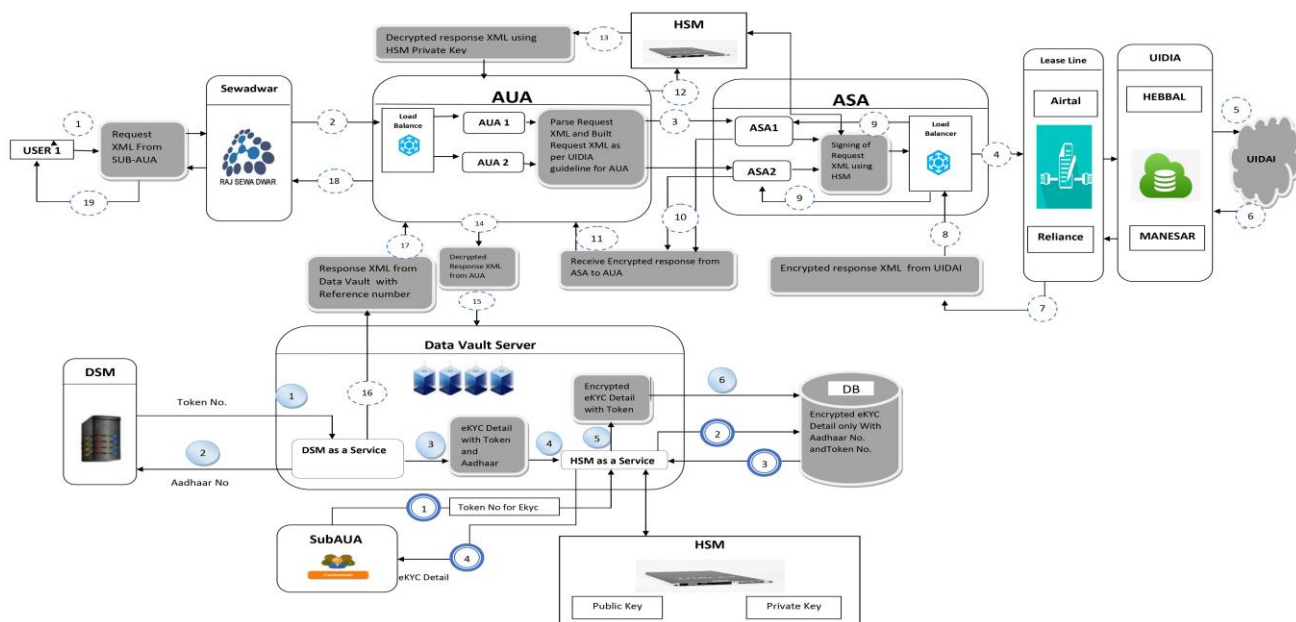 HSM
13
Decrypted response XML using
HSM Private Key
12
Sewadwar
RAJ SEWA DWAR
AUA
Load
Balance
AUA 1
AUA 2
Parse Request
XML and Built
Request XML as
per UIDIA
guideline for AUA
ASA
ASA1
ASA2
Signing of
Request
XML using
HSM
Load
Balancer
Lease Line
Airtal
Reliance
UIDIA
HEBBAL
MANESAR
UIDAI
1
USER 1
Request
XML From
SUB-AUA
19
2
18
3
9
9
4
5
6
10
11
8
7
17
14
Decrypted
Response XML
from AUA
15
Response XML from
Data Vault with
Reference number
Receive Encrypted response from
ASA to AUA
Encrypted response XML from UIDAI
Data Vault Server
DSM
Token No.
1
2
Aadhaar No
16
DSM as a Service
3
eKYC Detail
with Token
and
Aadhaar
4
5
Encrypted
eKYC Detail
with Token
HSM as a Service
6
2
3
DB
Encrypted eKYC
Detail only With
Aadhaar No.
andToken No.
1
Token No for Ekyc
4
SubAUA
Customer
eKYC Detail
HSM
Public Key
Private Key